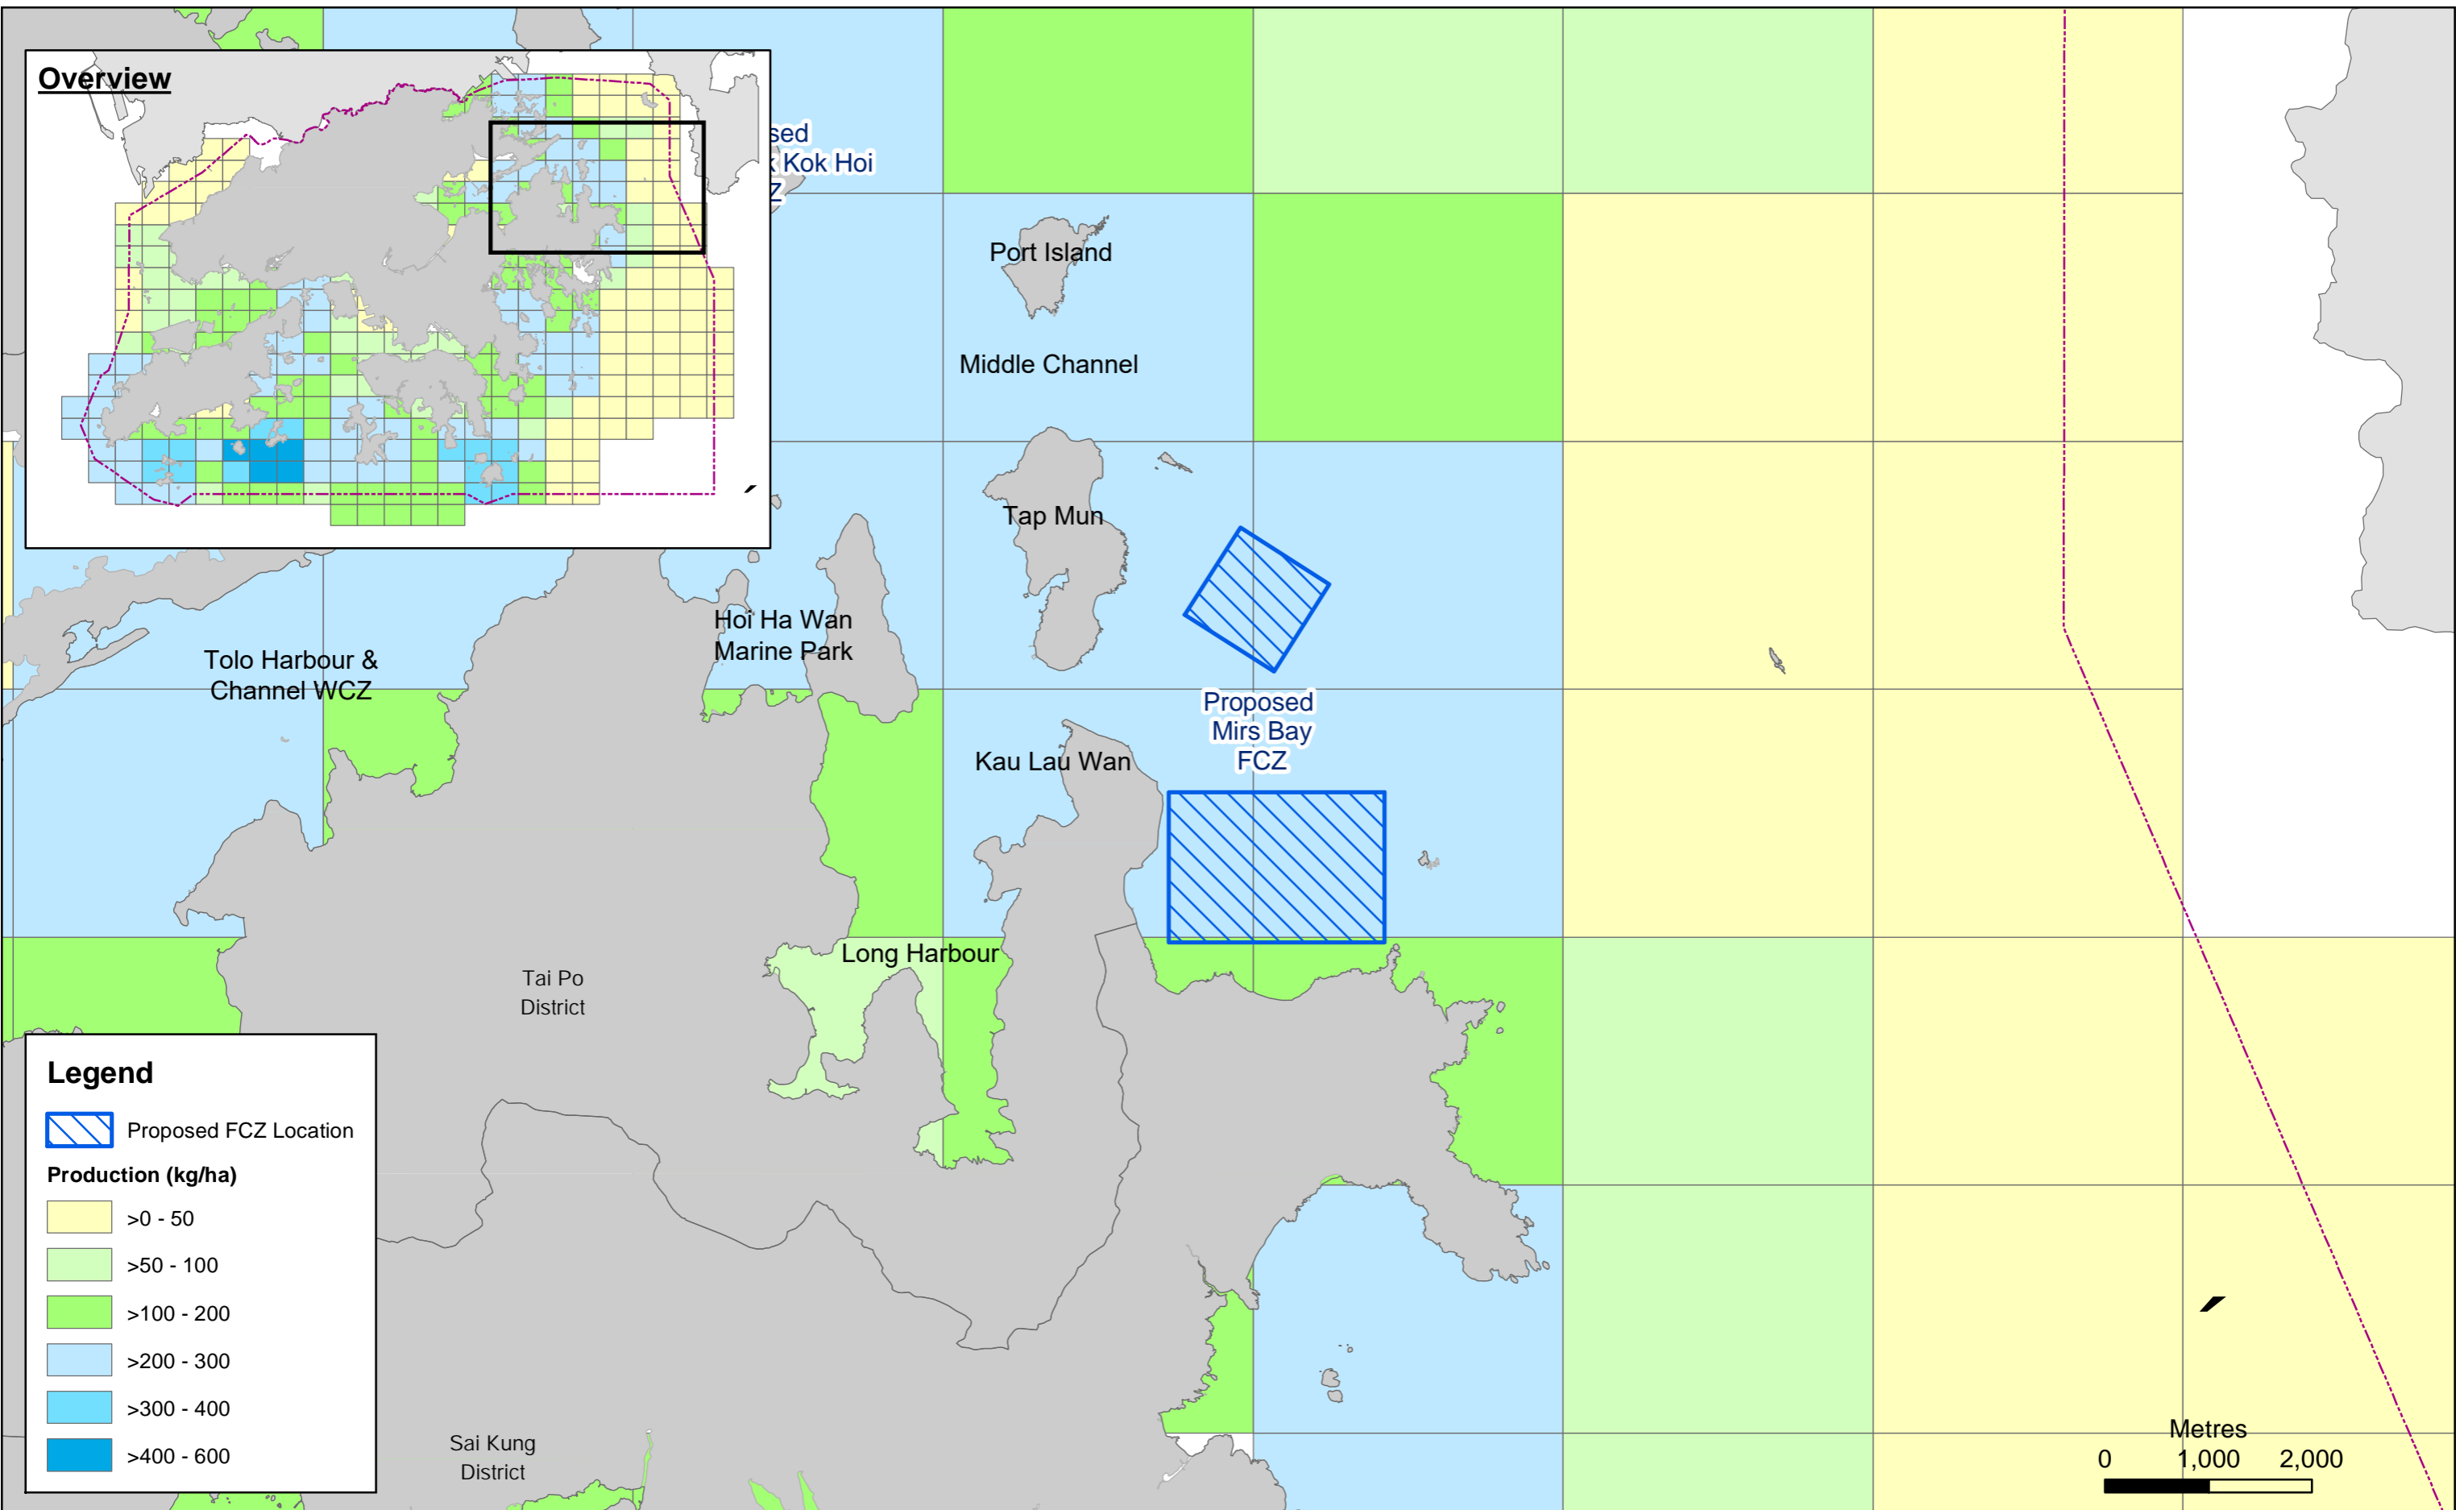 Overview
sed
k Kok Hoi
Z
Port Island
Middle Channel
Tap Mun
Hoi Ha Wan
Marine Park
Tolo Harbour &
Channel WCZ
Proposed
Mirs Bay
FCZ
Kau Lau Wan
Long Harbour
Tai Po
District
Sai Kung
District
Legend
Proposed FCZ Location
Production (kg/ha)
>0 - 50
>50 - 100
>100 - 200
>200 - 300
>300 - 400
>400 - 600
Metres
0 1,000 2,000